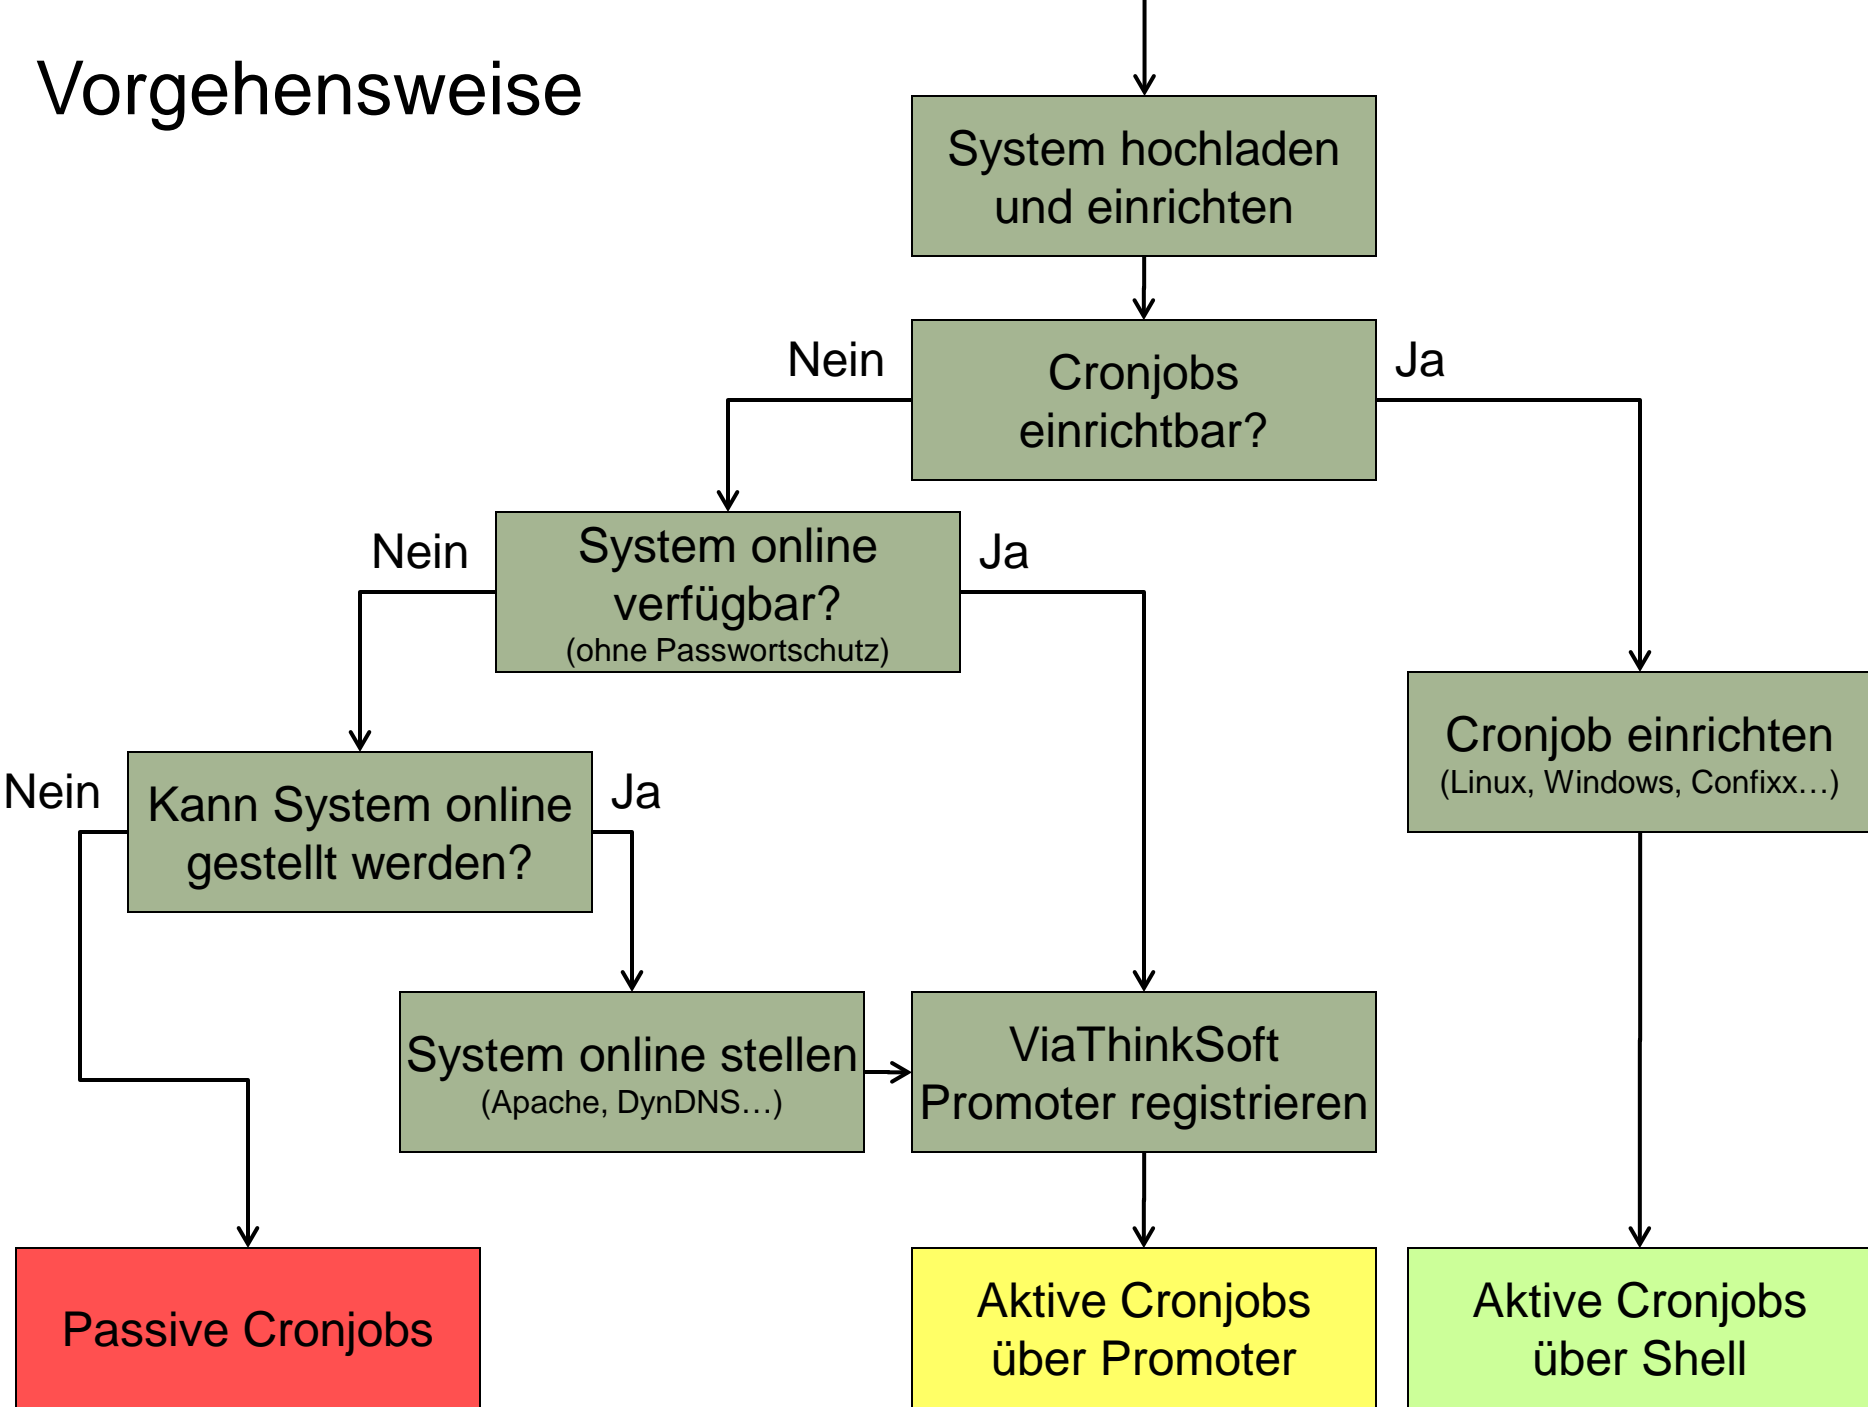 Vorgehensweise
System hochladen
und einrichten
Nein
Cronjobs
einrichtbar?
Ja
Nein
System online
verfügbar?
(ohne Passwortschutz)
Ja
Cronjob einrichten
(Linux, Windows, Confixx…)
Nein
Kann System online
gestellt werden?
Ja
System online stellen
(Apache, DynDNS…)
ViaThinkSoft
Promoter registrieren
Passive Cronjobs
Aktive Cronjobs
über Promoter
Aktive Cronjobs
über Shell